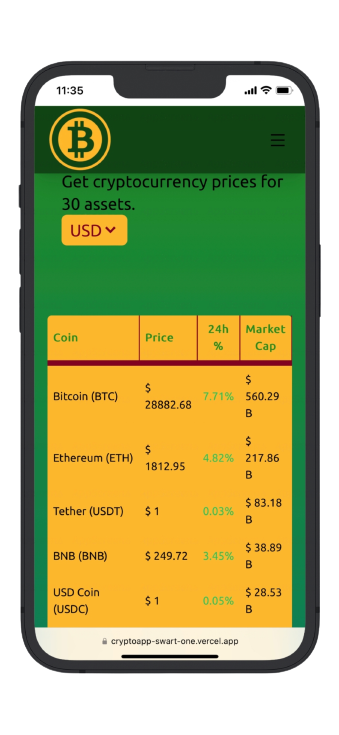 11:35
Get cryptocurrency prices for
30 assets.
USD
Coin Price 24h % Market Cap
Bitcoin (BTC) $ 28882.68 7.71% $ 560.29 B
Ethereum (ETH) $ 1812.95 4.82% $ 217.86 B
Tether (USDT) $ 1 0.03% $ 83.18 B
BNB (BNB) $ 249.72 3.45% $ 38.89 B
USD Coin (USDC) $ 1 0.05% $ 28.53 B
cryptoapp-swart-one.vercel.app